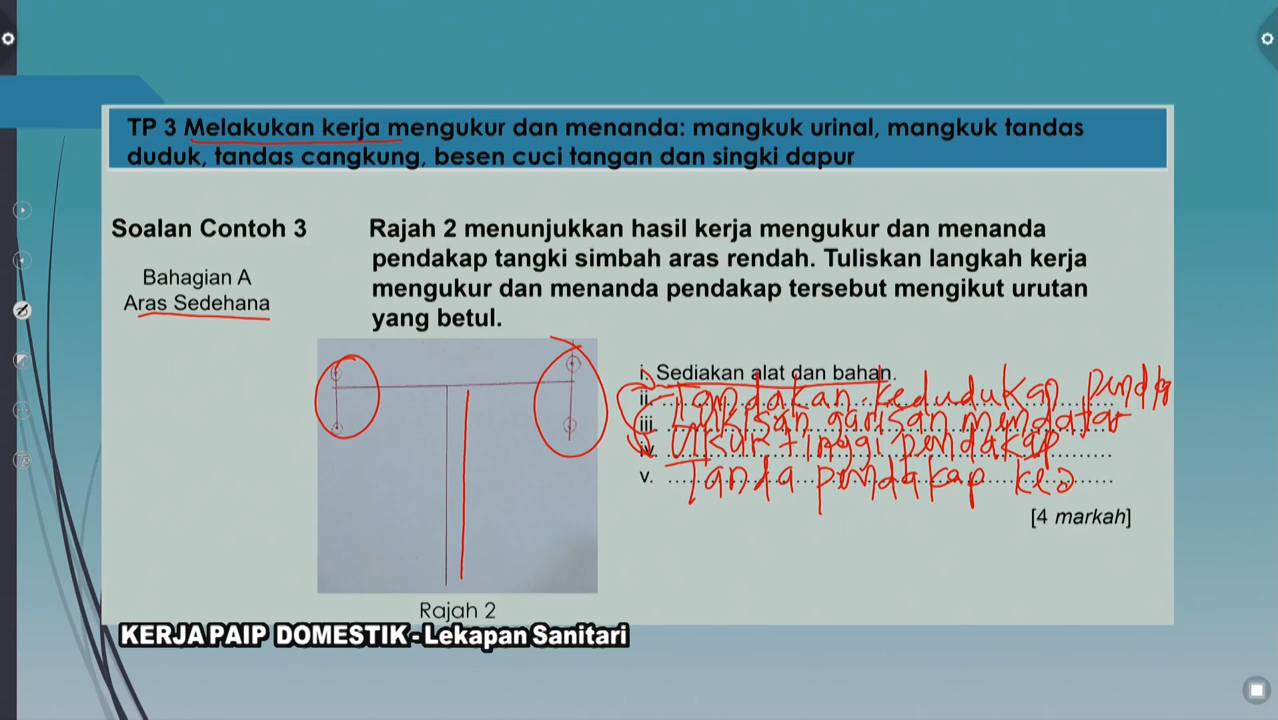 TP 3 Melakukan kerja mengukur dan menanda: mangkuk urinal, mangkuk tandas
duduk, tandas cangkung, besen cuci tangan dan singki dapur
Soalan Contoh 3
Bahagian A
Aras Sedehana
Rajah 2 menunjukkan hasil kerja mengukur dan menanda
pendakap tangki simbah aras rendah. Tuliskan langkah kerja
mengukur dan menanda pendakap tersebut mengikut urutan
yang betul.
i. Sediakan alat dan bahan.
ii. Tandakan kedudukan penda
iii. Lukisan garisan mendatar
iv. Ukur tinggi pendakap
v. Tanda pendakap
[4 markah]
Rajah 2
KERJA PAIP DOMESTIK - Lekapan Sanitari